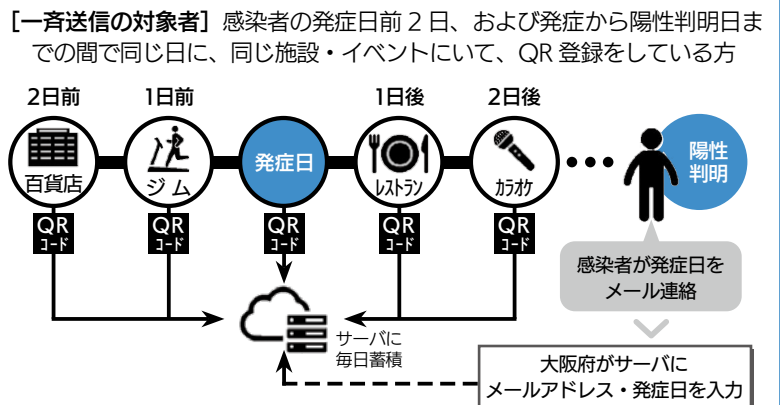 ［一斉送信の対象者］感染者の発症日前２日、および発症から陽性判明日ま
での間で同じ日に、同じ施設・イベントにいて、QR 登録をしている方
2日前
1日前
1日後
2日後
百貨店
ジム
発症日
レストラン
カラオケ
陽性
判明
QR
コード
QR
コード
QR
コード
QR
コード
QR
コード
感染者が発症日を
メール連絡
サーバに
毎日蓄積
大阪府がサーバに
メールアドレス・発症日を入力